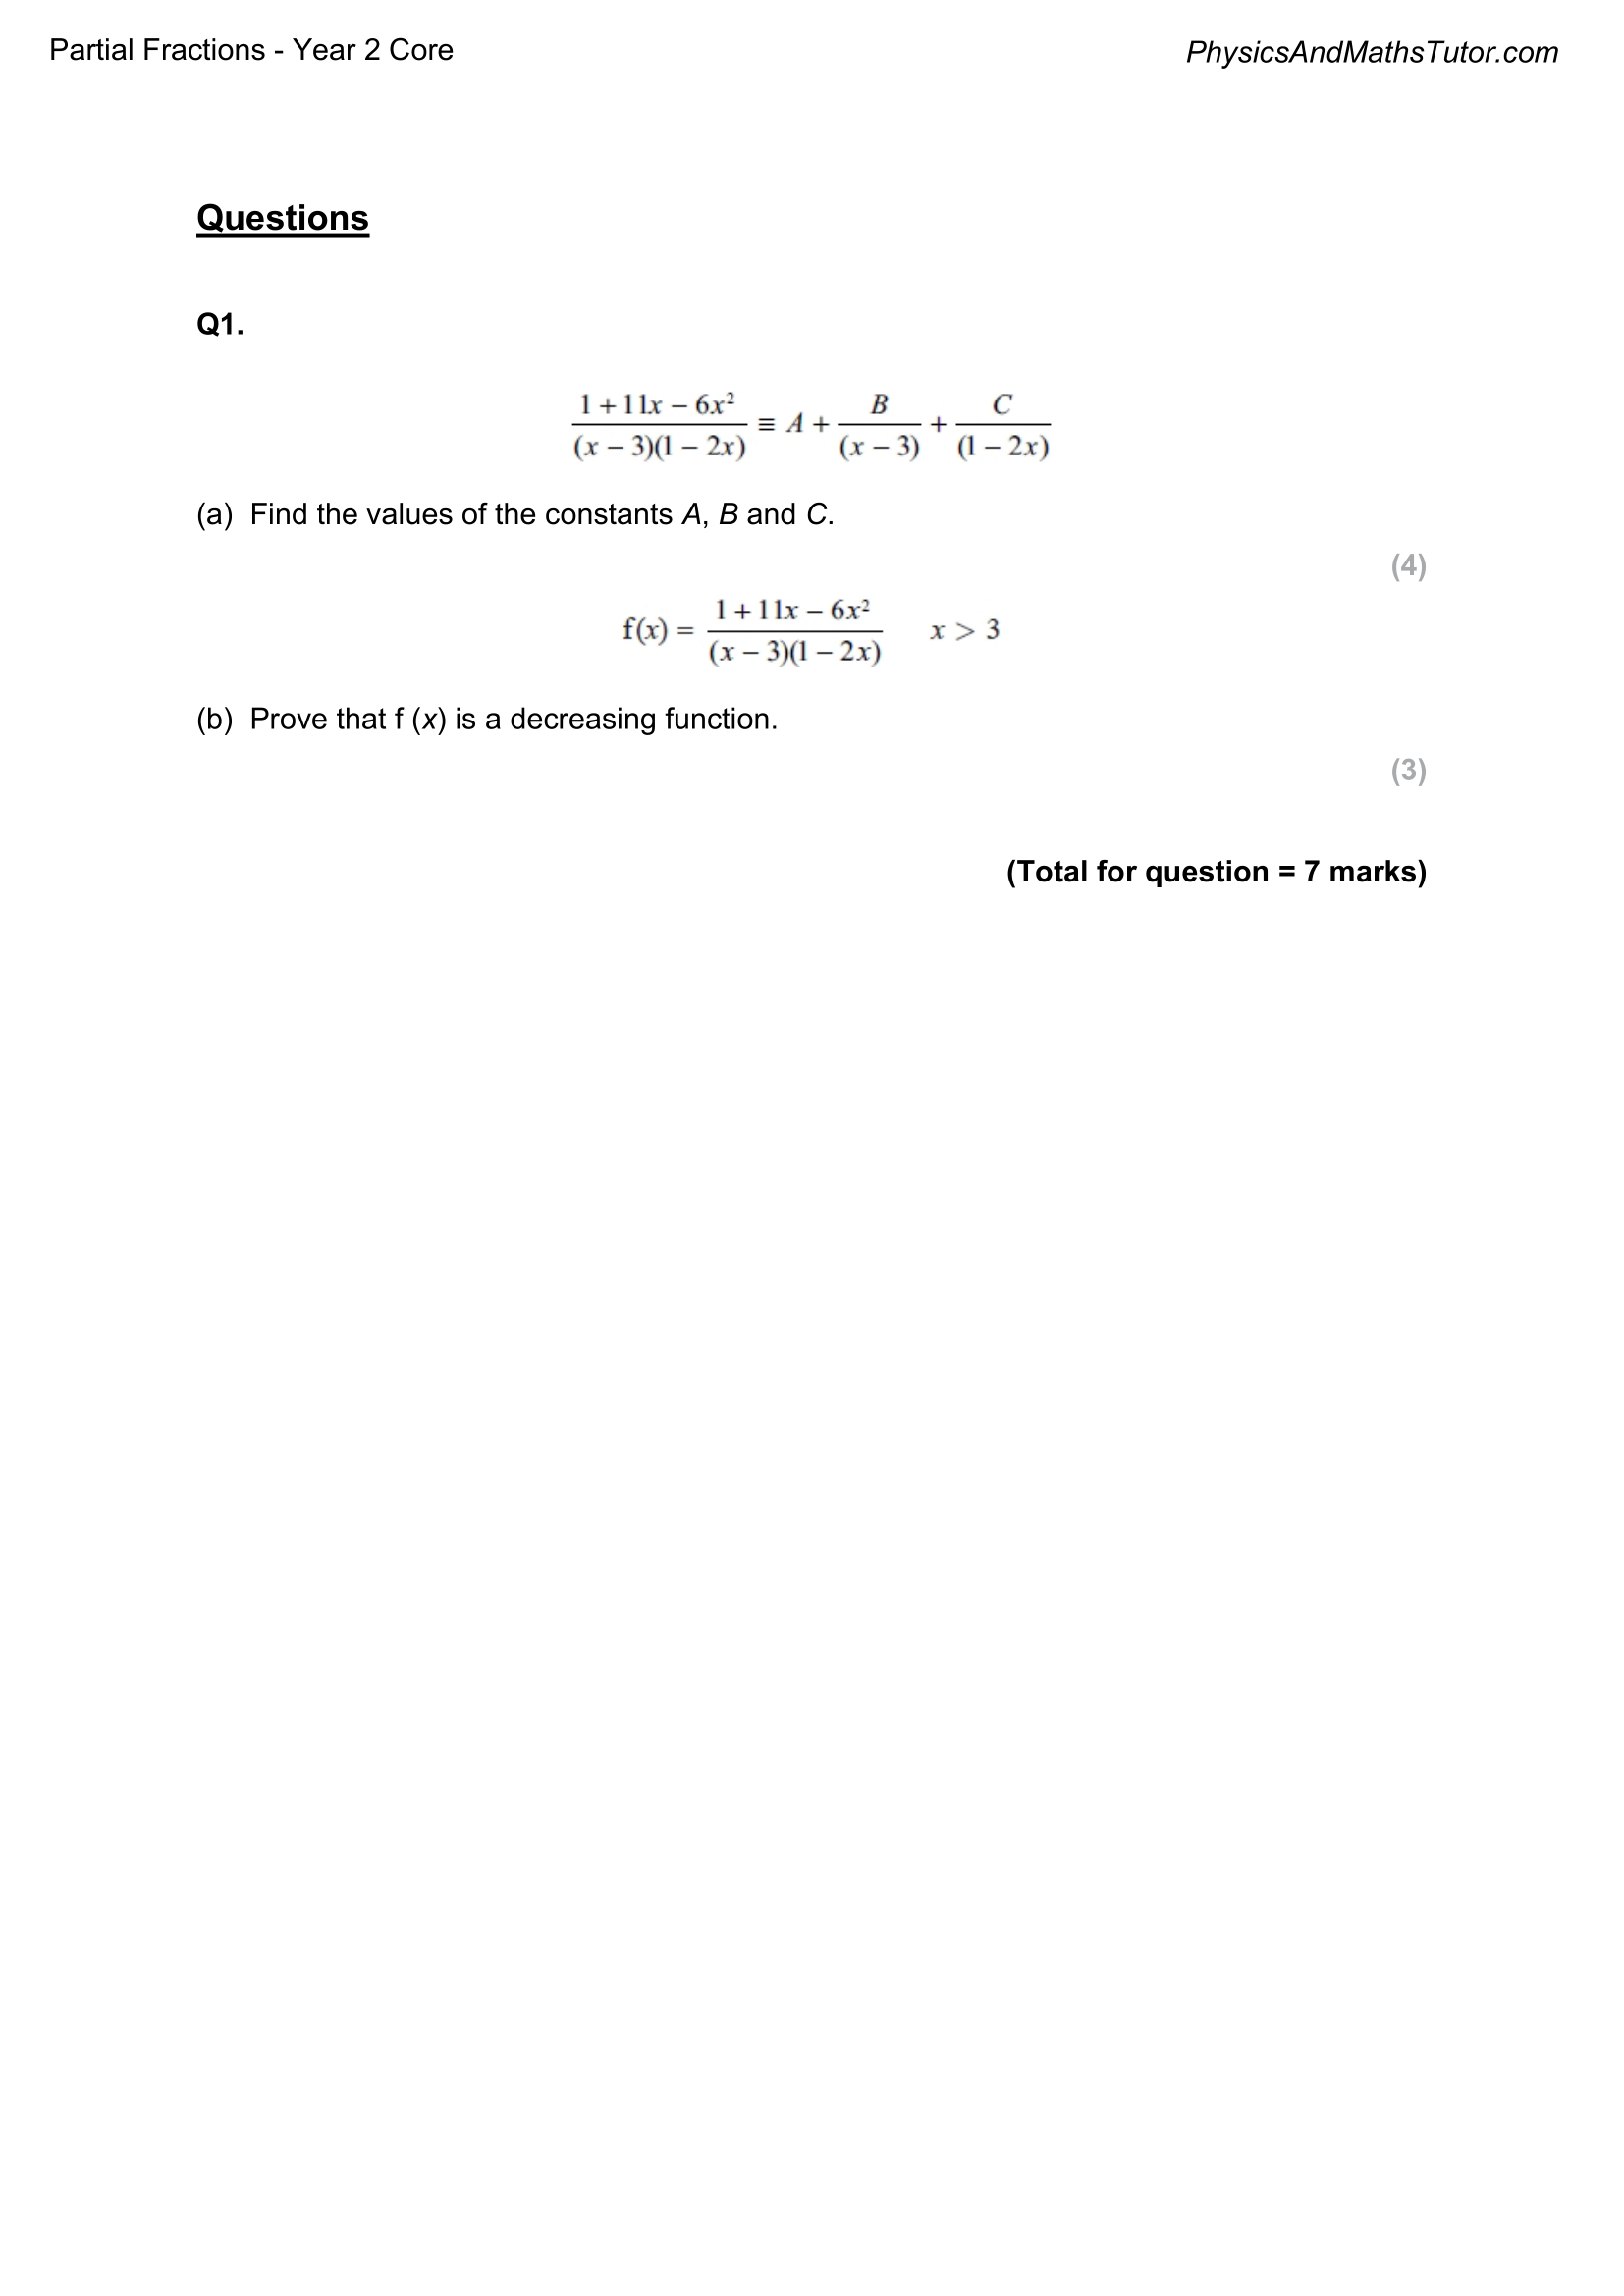 Partial Fractions - Year 2 Core
PhysicsAndMathsTutor.com
Questions
Q1.
\frac{1 + 11x - 6x^2}{(x - 3)(1 - 2x)} \equiv A + \frac{B}{(x - 3)} + \frac{C}{(1 - 2x)}
(a) Find the values of the constants A, B and C.
(4)
f(x) = \frac{1 + 11x - 6x^2}{(x - 3)(1 - 2x)} x > 3
(b) Prove that f (x) is a decreasing function.
(3)
(Total for question = 7 marks)